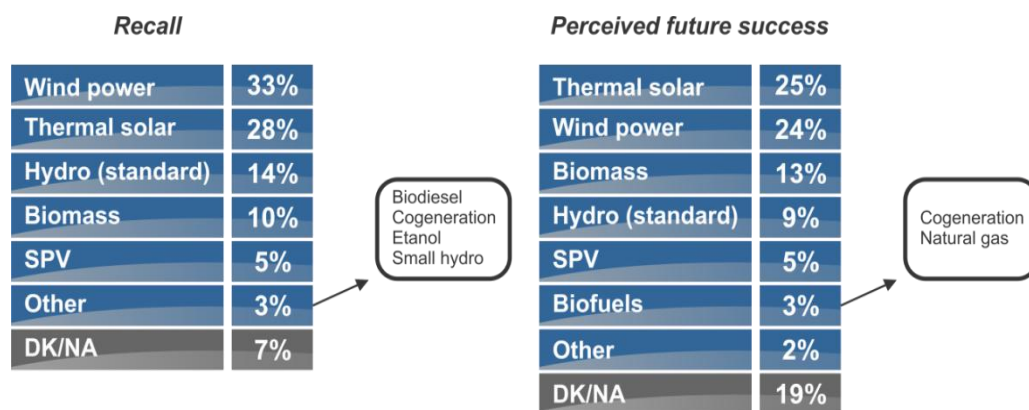 Recall
Wind power 33%
Thermal solar 28%
Hydro (standard) 14%
Biomass 10%
SPV 5%
Other 3%
DK/NA 7%
Biodiesel
Cogeneration
Etanol
Small hydro
Perceived future success
Thermal solar 25%
Wind power 24%
Biomass 13%
Hydro (standard) 9%
SPV 5%
Biofuels 3%
Other 2%
DK/NA 19%
Cogeneration
Natural gas